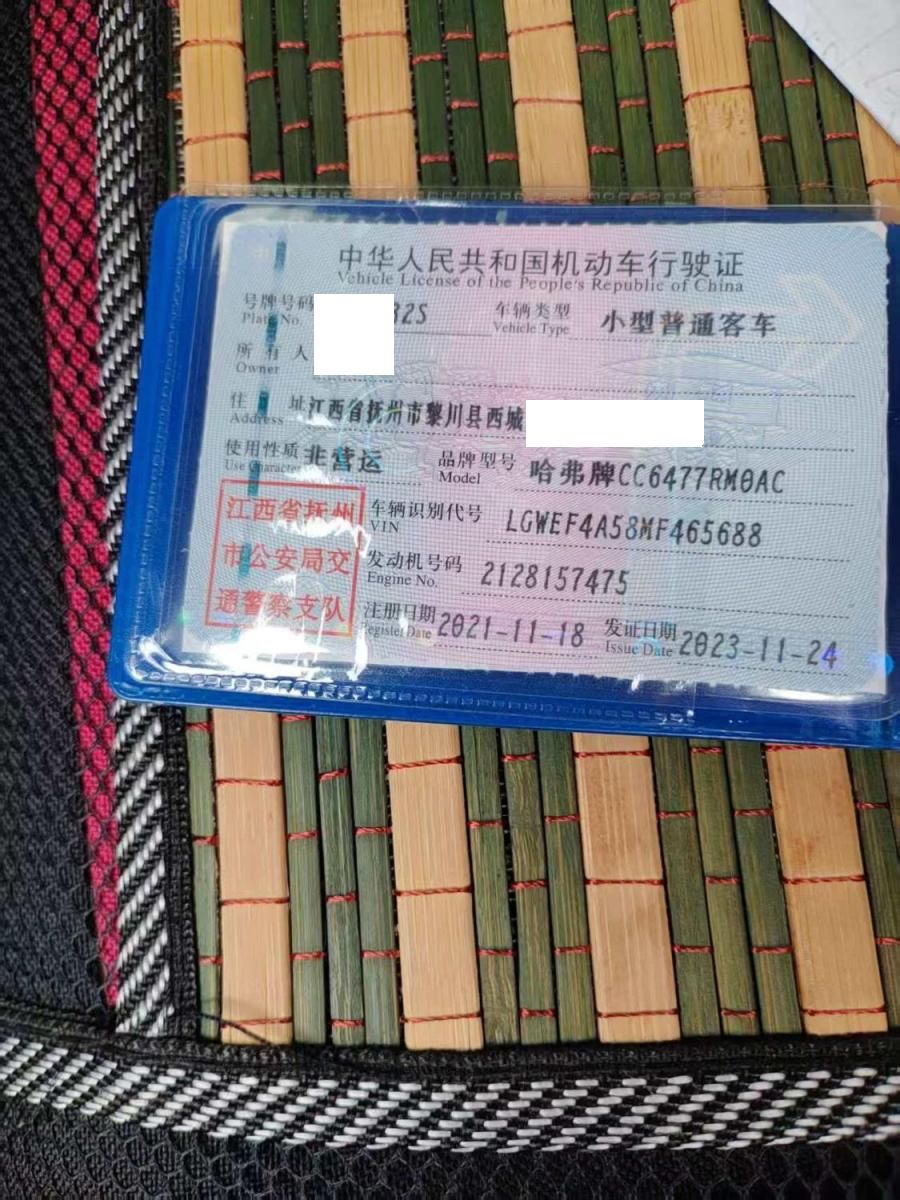 中华人民共和国机动车行驶证
Vehicle License of the People's Republic of China
号牌号码 32S 车辆类型 小型普通客车
Plate No. Vehicle Type
所有人
Owner
住址 江西省抚州市黎川县西城
Address
使用性质 非营运 品牌型号 哈弗牌CC6477RM0AC
Use Character Model
江西省抚州 车辆识别代号 LGWEF4A58MF465688
VIN
市公安局交 发动机号码 2128157475
Engine No.
通警察支队 注册日期 2021-11-18 发证日期 2023-11-24
Register Date Issue Date